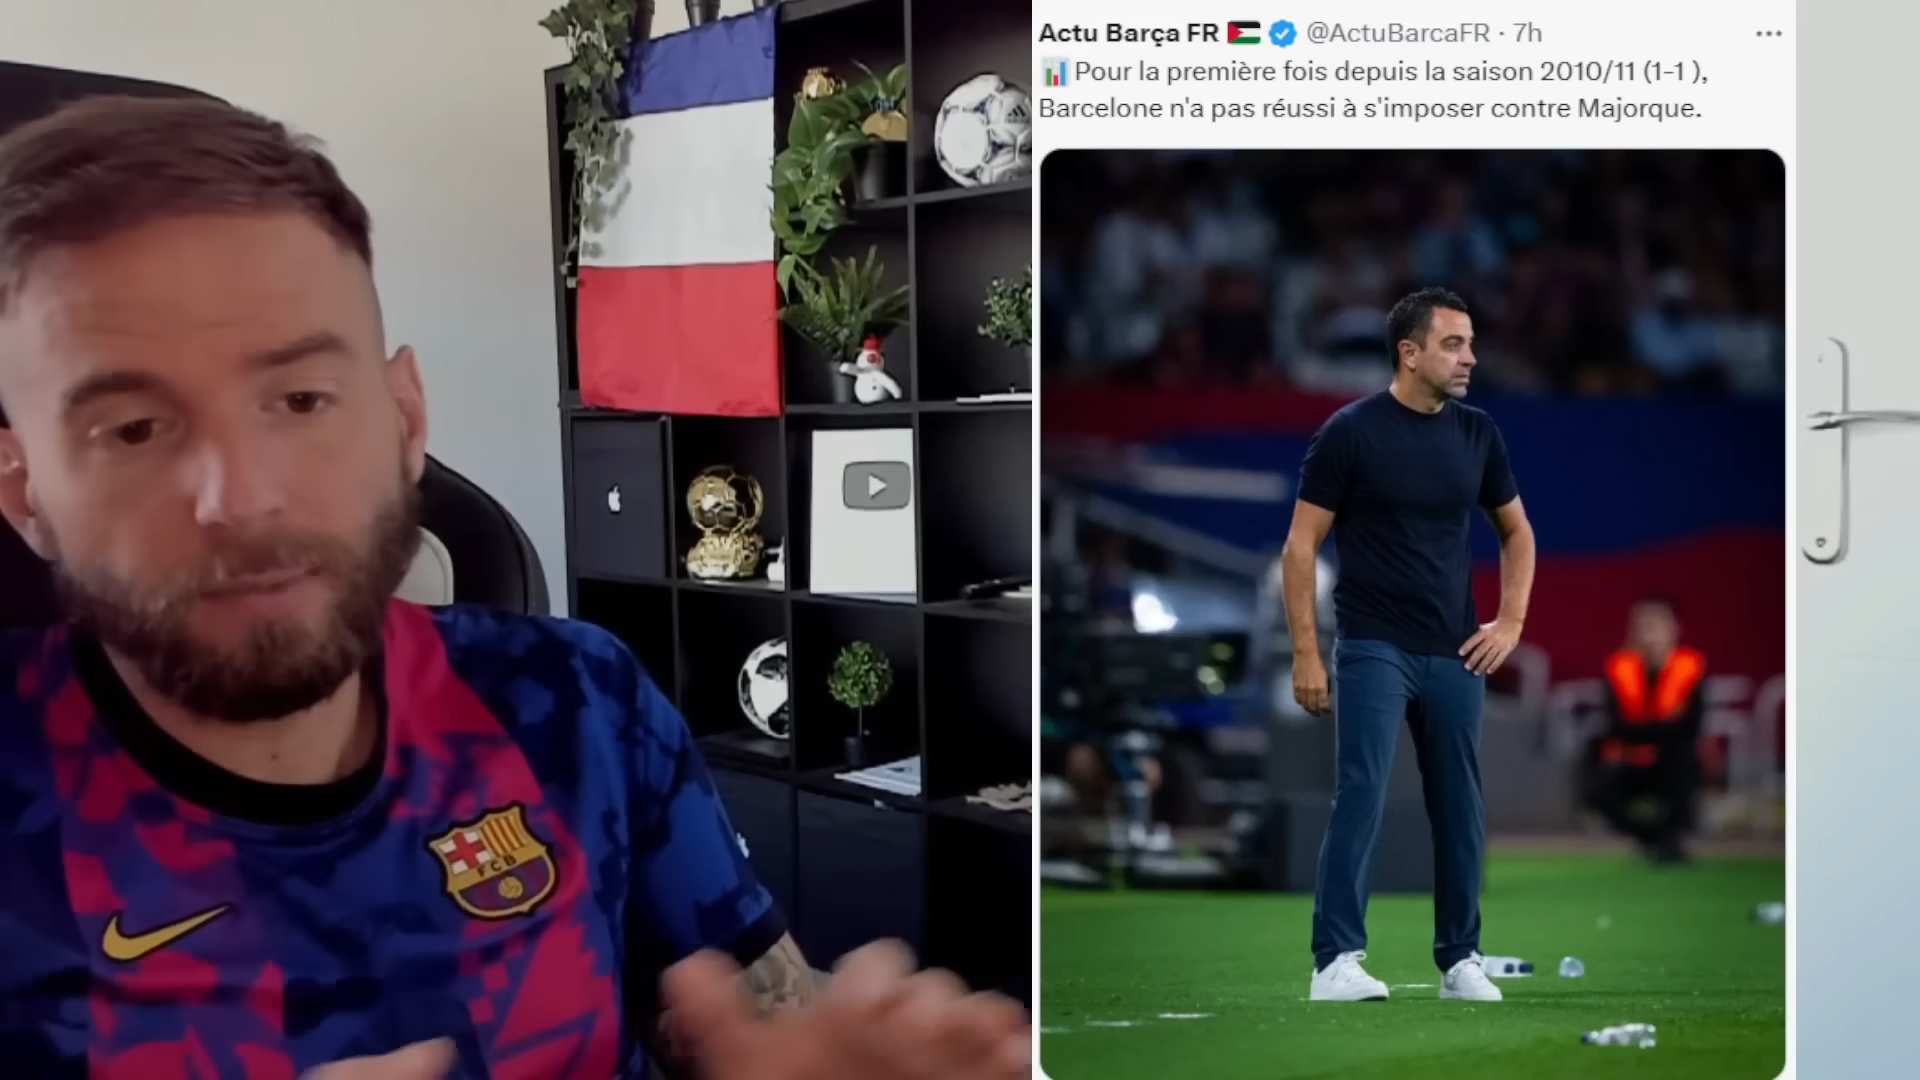 Actu Barça FR @ActuBarcaFR · 7h
Pour la première fois depuis la saison 2010/11 (1-1 ),
Barcelone n'a pas réussi à s'imposer contre Majorque.
FCB